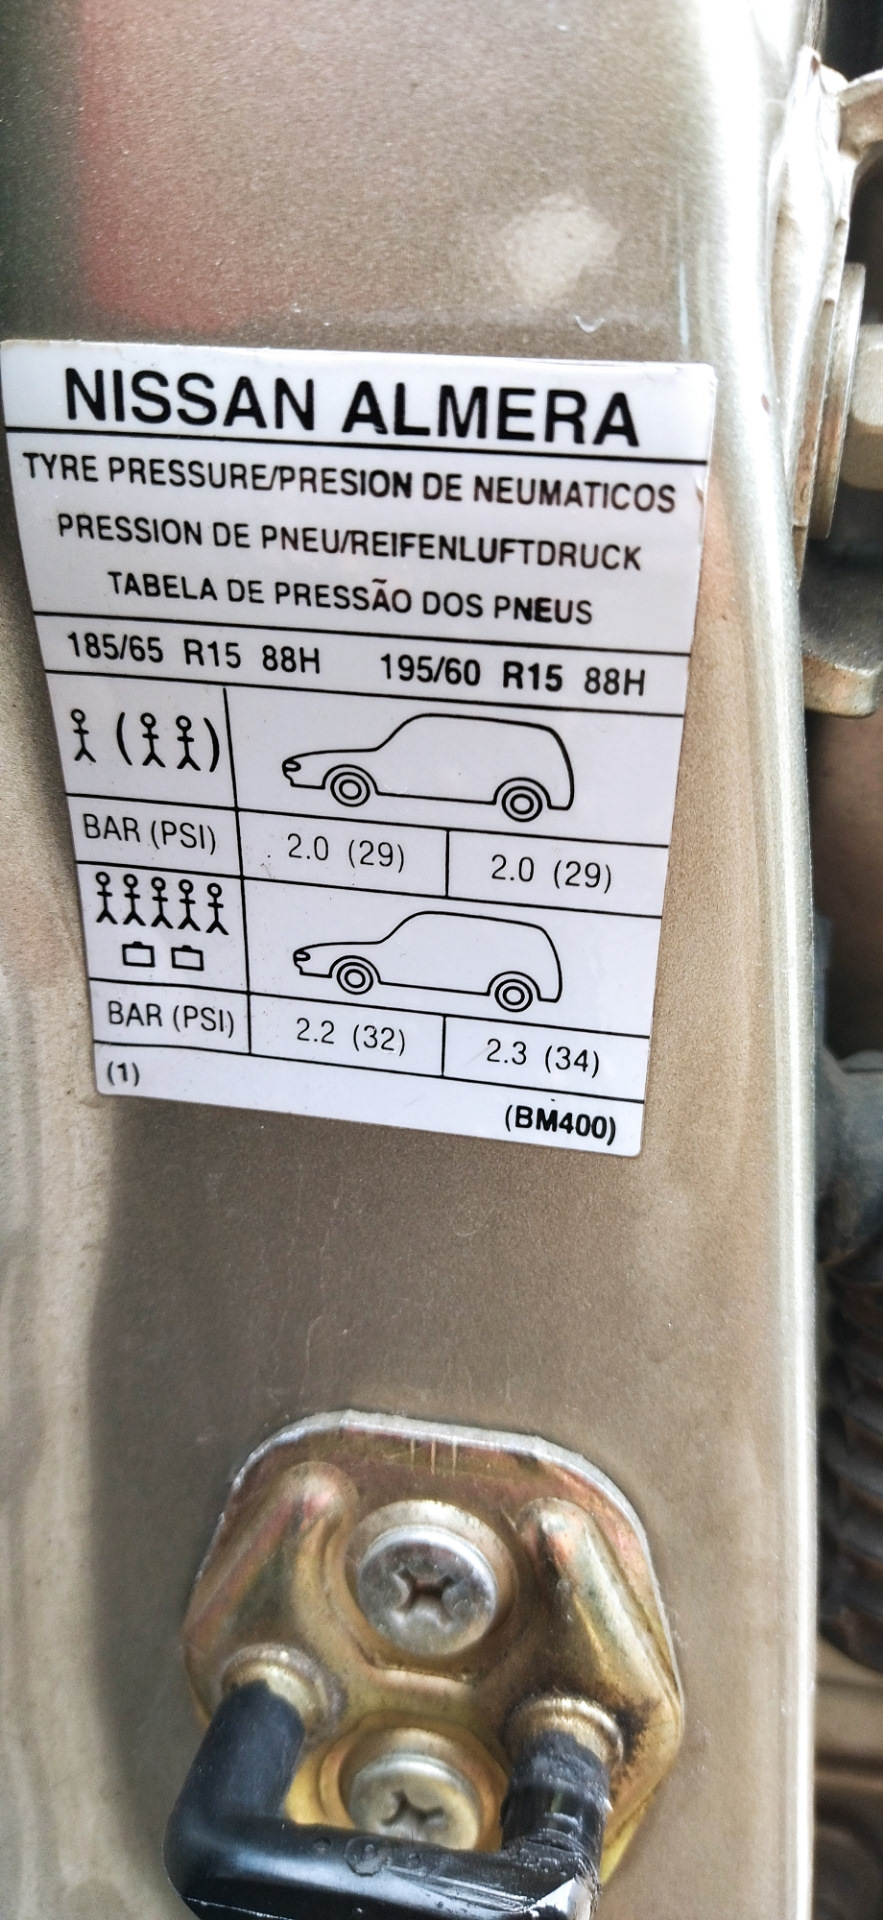 NISSAN ALMERA
TYRE PRESSURE/PRESION DE NEUMATICOS
PRESSION DE PNEU/REIFENLUFTDRUCK
TABELA DE PRESSÃO DOS PNEUS
185/65 R15 88H 195/60 R15 88H
BAR (PSI) 2.0 (29) 2.0 (29)
BAR (PSI) 2.2 (32) 2.3 (34)
(1)
(BM400)